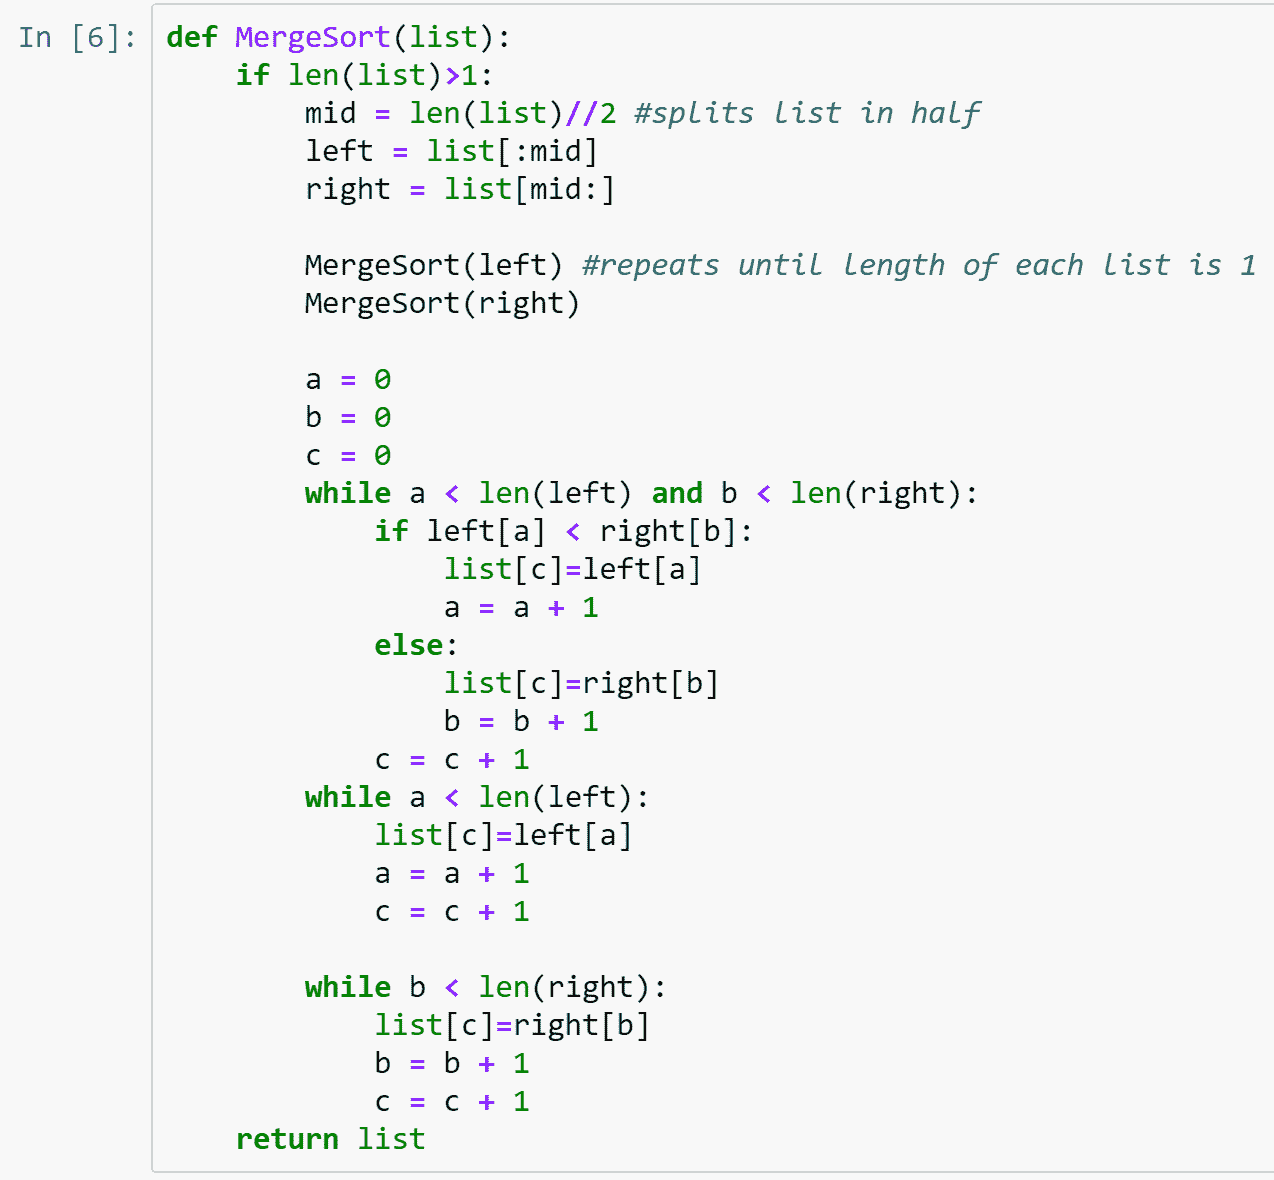 In [6]: def MergeSort(list):
    if len(list)>1:
        mid = len(list)//2 #splits list in half
        left = list[:mid]
        right = list[mid:]

        MergeSort(left) #repeats until length of each list is 1
        MergeSort(right)

        a = 0
        b = 0
        c = 0
        while a < len(left) and b < len(right):
            if left[a] < right[b]:
                list[c]=left[a]
                a = a + 1
            else:
                list[c]=right[b]
                b = b + 1
            c = c + 1
        while a < len(left):
            list[c]=left[a]
            a = a + 1
            c = c + 1

        while b < len(right):
            list[c]=right[b]
            b = b + 1
            c = c + 1
    return list